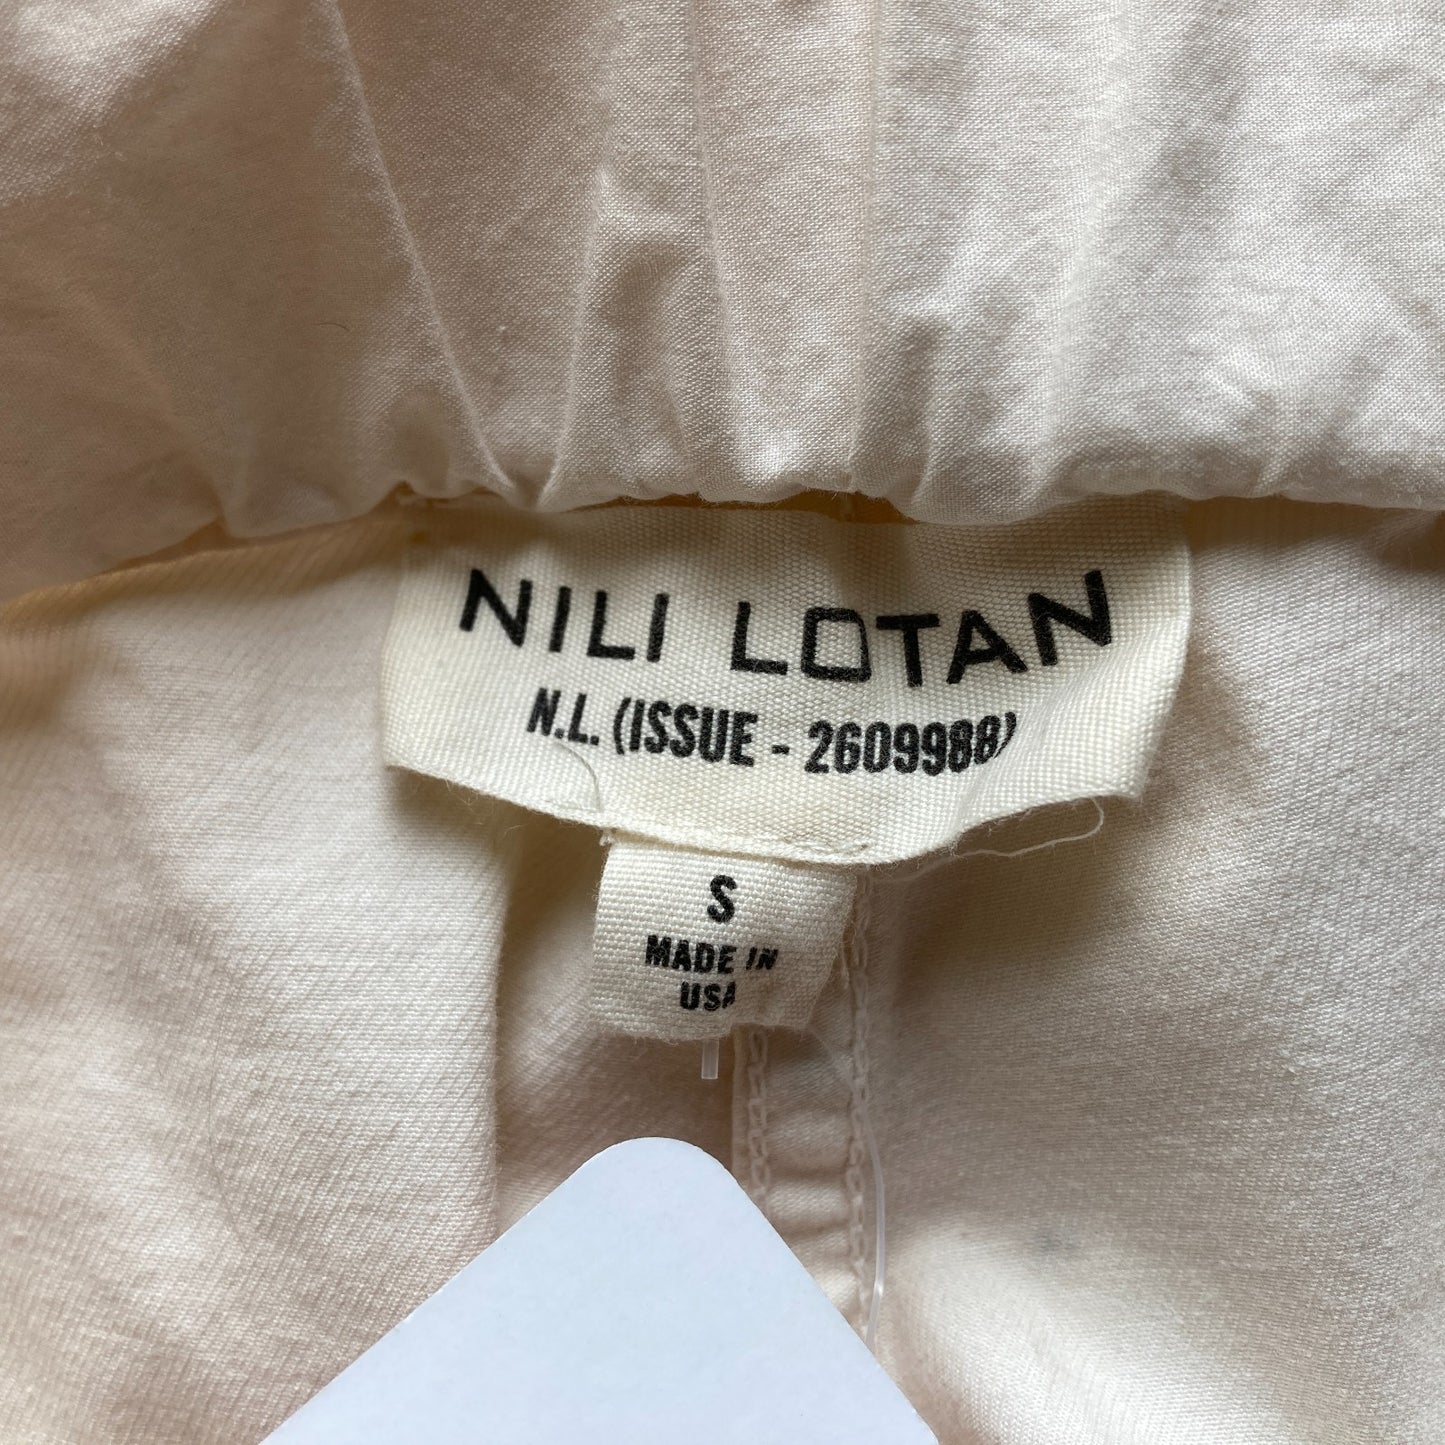 NILI LOTAN
N.L. (ISSUE - 2609988)
S
MADE IN
USA